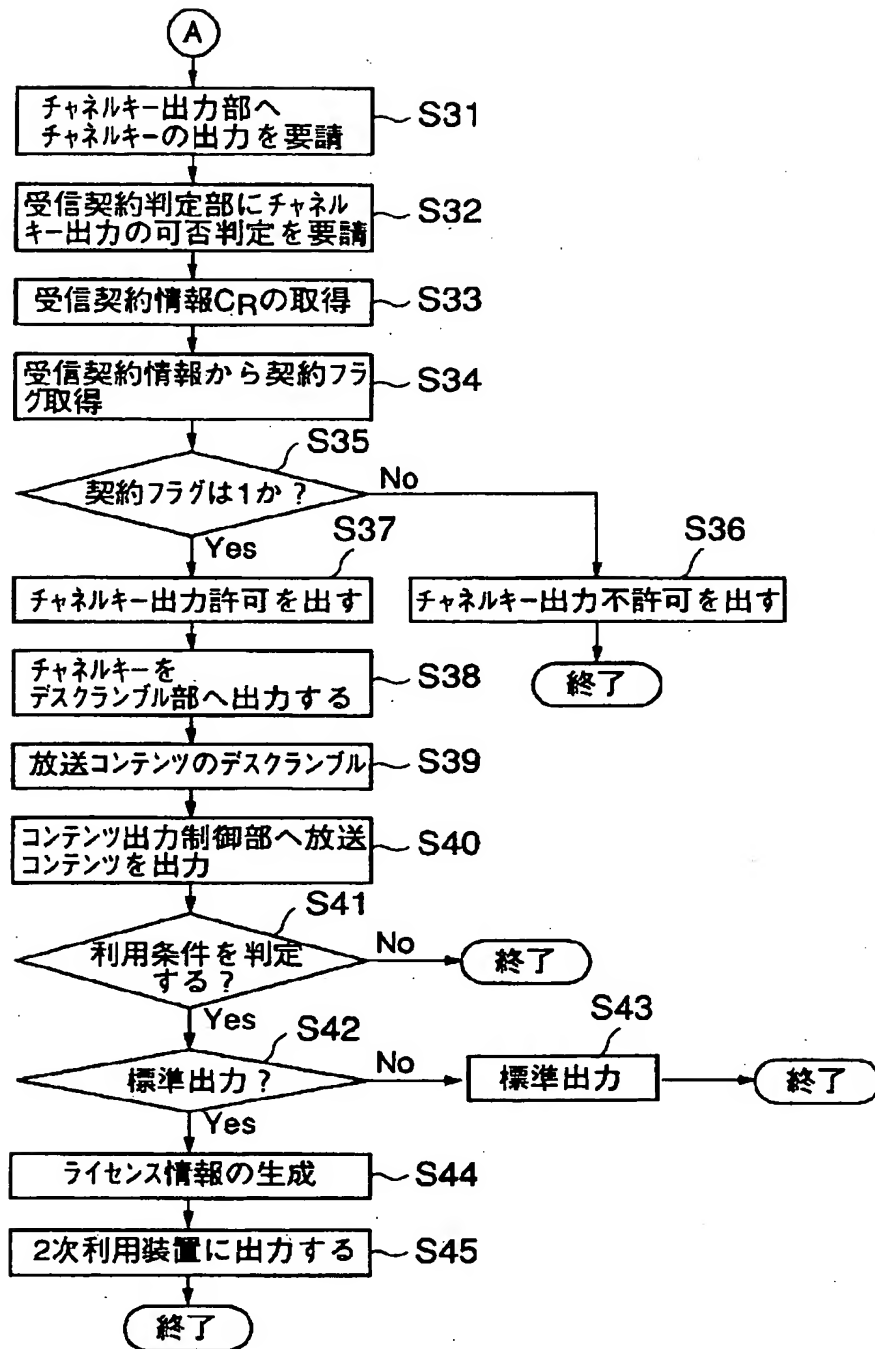 A
チャネルキー出力部へ
チャネルキーの出力を要請
S31
受信契約判定部にチャネル
キー出力の可否判定を要請
S32
受信契約情報CRの取得
S33
受信契約情報から契約フラ
グ取得
S34
S35
契約フラグは1か?
No
Yes
S37
S36
チャネルキー出力許可を出す
チャネルキー出力不許可を出す
終了
チャネルキーを
デスクランブル部へ出力する
S38
放送コンテンツのデスクランブル
S39
コンテンツ出力制御部へ放送
コンテンツを出力
S40
S41
利用条件を判定
する?
No
終了
Yes
S42
S43
標準出力?
No
標準出力
終了
Yes
ライセンス情報の生成
S44
2次利用装置に出力する
S45
終了